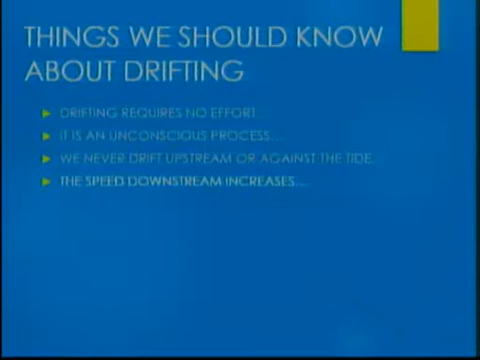 THINGS WE SHOULD KNOW
ABOUT DRIFTING
DRIFTING REQUIRES NO EFFORT...
IT IS AN UNCONSCIOUS PROCESS...
WE NEVER DRIFT UPSTREAM OR AGAINST THE TIDE.
THE SPEED DOWNSTREAM INCREASES...